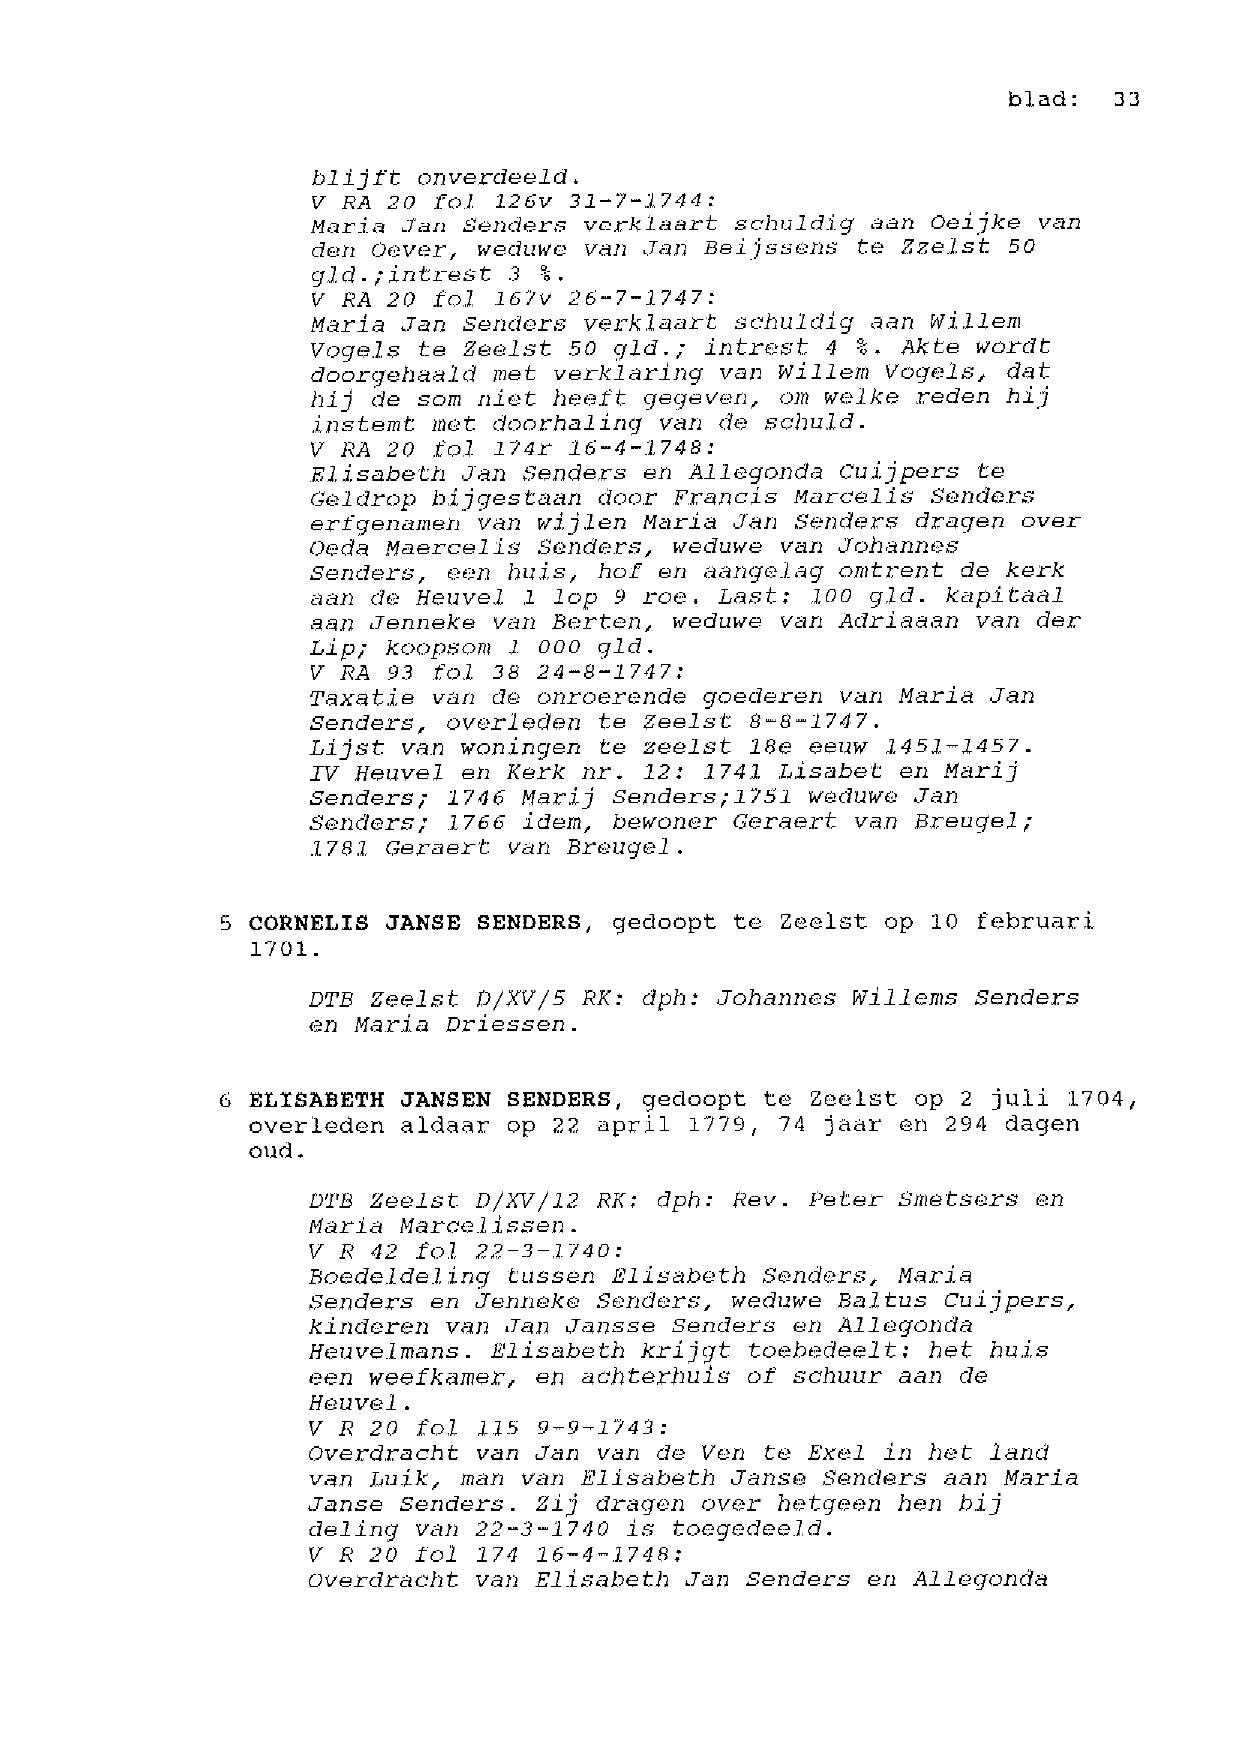 blad: 33
blijft onverdeeld.
V RA 20 fol 126v 31-7-1744:
Maria Jan Senders verklaart schuldig aan Oeijke van
den Oever, weduwe van Jan Beijssens te Zzelst 50
gld.;intrest 3 %.
V RA 20 fol 167v 26-7-1747:
Maria Jan Senders verklaart schuldig aan Willem
Vogels te Zeelst 50 gld.; intrest 4 %. Akte wordt
doorgehaald met verklaring van Willem Vogels, dat
hij de som niet heeft gegeven, om welke reden hij
instemt met doorhaling van de schuld.
V RA 20 fol 174r 16-4-1748:
Elisabeth Jan Senders en Allegonda Cuijpers te
Geldrop bijgestaan door Francis Marcelis Senders
erfgenamen van wijlen Maria Jan Senders dragen over
Oeda Maercelis Senders, weduwe van Johannes
Senders, een huis, hof en aangelag omtrent de kerk
aan de Heuvel 1 lop 9 roe. Last: 100 gld. kapitaal
aan Jenneke van Berten, weduwe van Adriaaan van der
Lip; koopsom 1 000 gld.
V RA 93 fol 38 24-8-1747:
Taxatie van de onroerende goederen van Maria Jan
Senders, overleden te Zeelst 8-8-1747.
Lijst van woningen te zeelst 18e eeuw 1451-1457.
IV Heuvel en Kerk nr. 12: 1741 Lisabet en Marij
Senders; 1746 Marij Senders;1751 weduwe Jan
Senders; 1766 idem, bewoner Geraert van Breugel;
1781 Geraert van Breugel.
5 CORNELIS JANSE SENDERS, gedoopt te Zeelst op 10 februari
1701.
DTB Zeelst D/XV/5 RK: dph: Johannes Willems Senders
en Maria Driessen.
6 ELISABETH JANSEN SENDERS, gedoopt te Zeelst op 2 juli 1704,
overleden aldaar op 22 april 1779, 74 jaar en 294 dagen
oud.
DTB Zeelst D/XV/12 RK: dph: Rev. Peter Smetsers en
Maria Marcelissen.
V R 42 fol 22-3-1740:
Boedeldeling tussen Elisabeth Senders, Maria
Senders en Jenneke Senders, weduwe Baltus Cuijpers,
kinderen van Jan Jansse Senders en Allegonda
Heuvelmans. Elisabeth krijgt toebedeelt: het huis
een weefkamer, en achterhuis of schuur aan de
Heuvel.
V R 20 fol 115 9-9-1743:
Overdracht van Jan van de Ven te Exel in het land
van Luik, man van Elisabeth Janse Senders aan Maria
Janse Senders. Zij dragen over hetgeen hen bij
deling van 22-3-1740 is toegedeeld.
V R 20 fol 174 16-4-1748:
Overdracht van Elisabeth Jan Senders en Allegonda